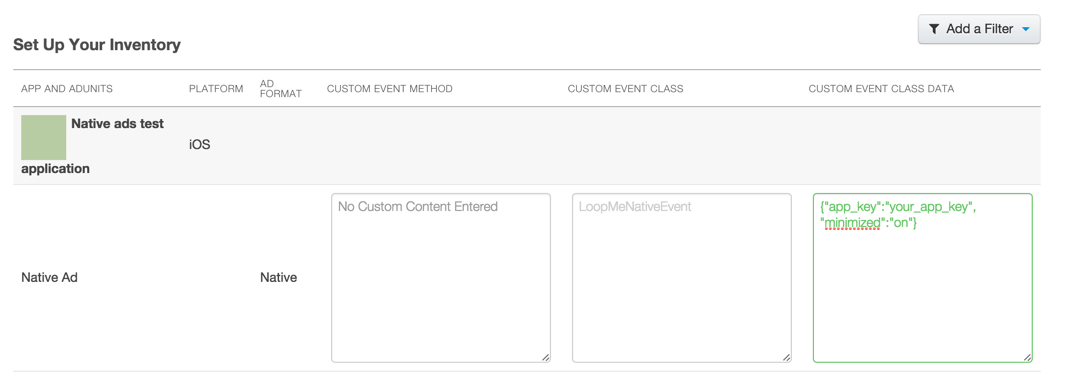 Add a Filter
Set Up Your Inventory
APP AND ADUNITS
PLATFORM
AD
FORMAT
CUSTOM EVENT METHOD
CUSTOM EVENT CLASS
CUSTOM EVENT CLASS DATA
Native ads test
application
iOS
Native Ad
Native
No Custom Content Entered
LoopMeNativeEvent
{"app_key":"your_app_key",
"minimized":"on"}